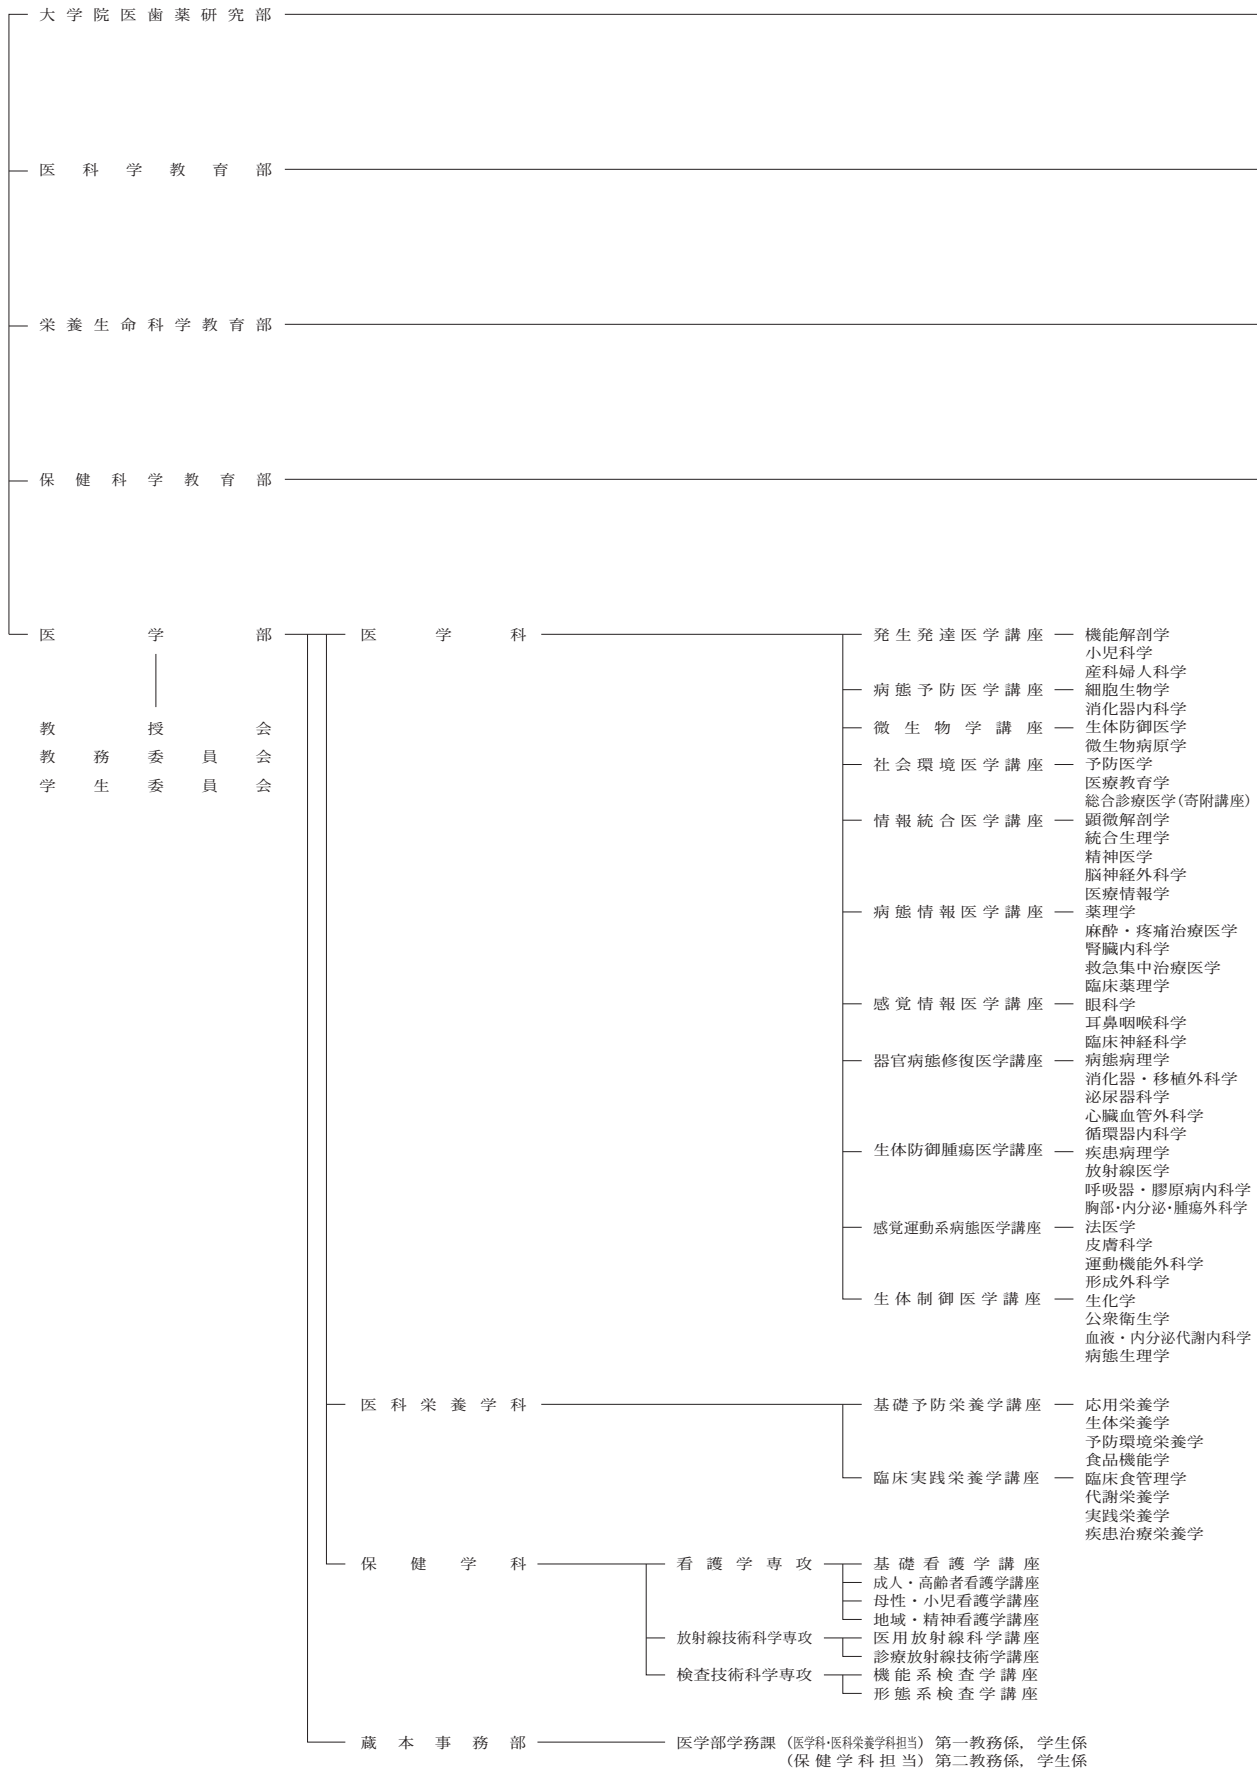 大学院医歯薬研究部
医科学教育部
栄養生命科学教育部
保健科学教育部
医学部 医学科 発生発達医学講座 機能解剖学
小児科学
産科婦人科学
病態予防医学講座 細胞生物学
消化器内科学
教授会 微生物学講座 生体防御医学
微生物病原学
教務委員会
社会環境医学講座 予防医学
学生委員会 医療教育学
総合診療医学(寄附講座)
情報統合医学講座 顕微解剖学
統合生理学
精神医学
脳神経外科学
医療情報学
病態情報医学講座 薬理学
麻酔・疼痛治療医学
腎臓内科学
救急集中治療医学
臨床薬理学
感覚情報医学講座 眼科学
耳鼻咽喉科学
臨床神経科学
器官病態修復医学講座 病態病理学
消化器・移植外科学
泌尿器科学
心臓血管外科学
循環器内科学
生体防御腫瘍医学講座 疾患病理学
放射線医学
呼吸器・膠原病内科学
胸部・内分泌・腫瘍外科学
感覚運動系病態医学講座 法医学
皮膚科学
運動機能外科学
形成外科学
生体制御医学講座 生化学
公衆衛生学
血液・内分泌代謝内科学
病態生理学
医科栄養学科 基礎予防栄養学講座 応用栄養学
生体栄養学
予防環境栄養学
食品機能学
臨床実践栄養学講座 臨床食管理学
代謝栄養学
実践栄養学
疾患治療栄養学
保健学科 看護学専攻 基礎看護学講座
成人・高齢者看護学講座
母性・小児看護学講座
地域・精神看護学講座
放射線技術科学専攻 医用放射線科学講座
診療放射線技術学講座
検査技術科学専攻 機能系検査学講座
形態系検査学講座
蔵本事務部 医学部学務課 (医学科・医科栄養学科担当) 第一教務係, 学生係
(保健学科担当) 第二教務係, 学生係